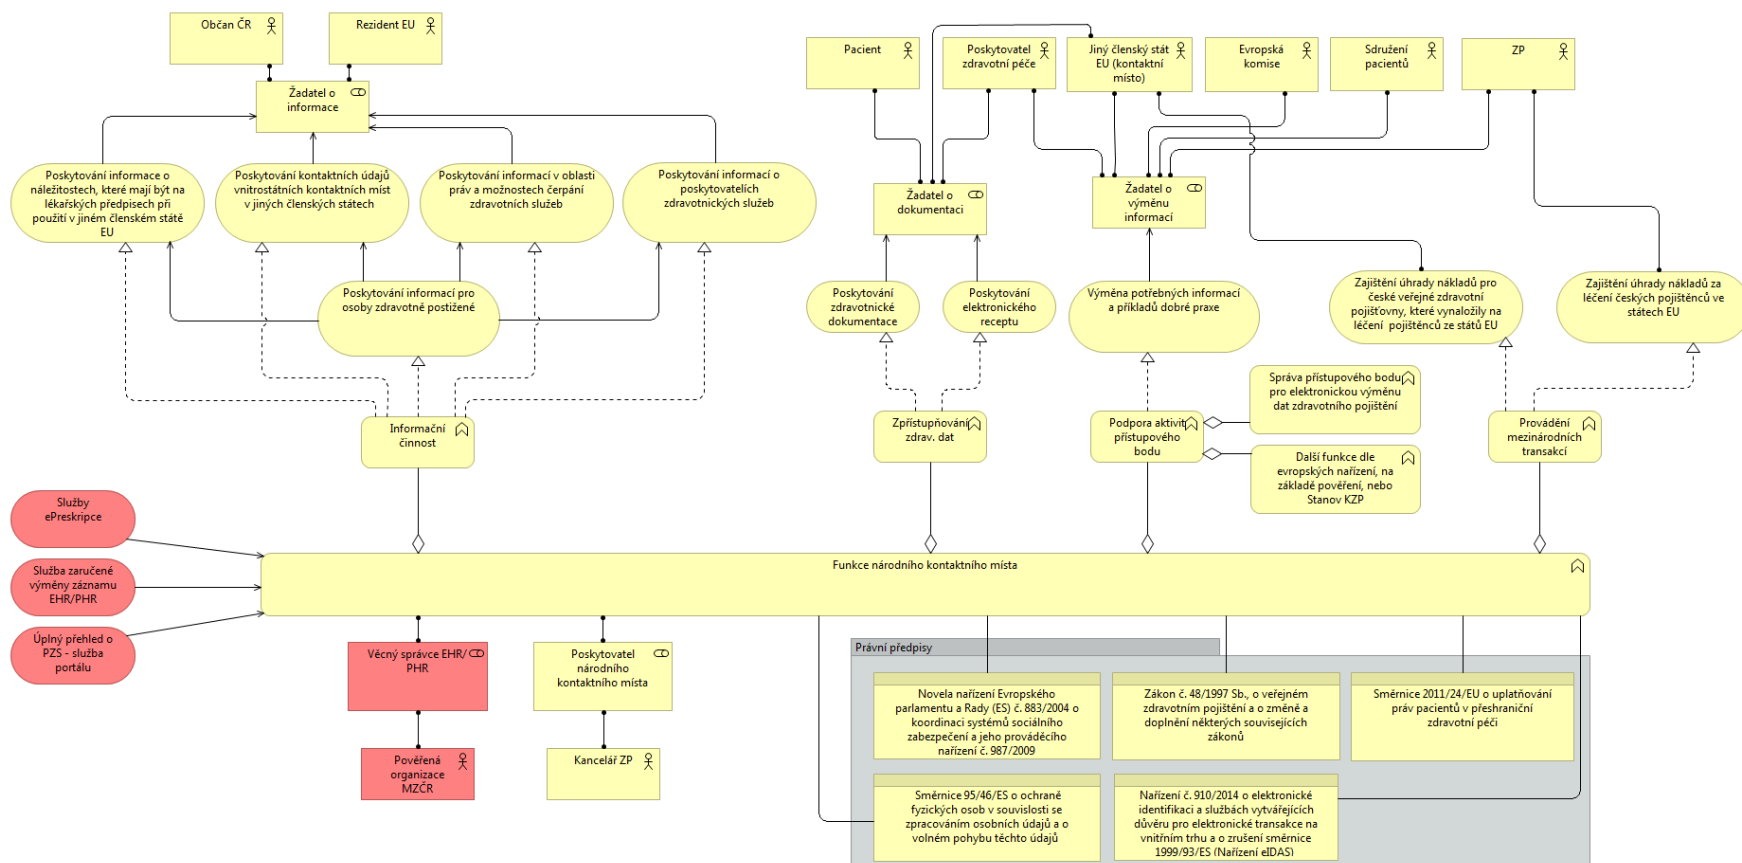 Občan ČR
Rezident EU
Žadatel o
informace
Pacient
Poskytovatel
zdravotní péče
Jiný členský stát
EU (kontaktní
místo)
Evropská
komise
Sdružení
pacientů
ZP
Poskytování informace o
náležitostech, které mají být na
lékařských předpisech při
použití v jiném členském státě
EU
Poskytování kontaktních údajů
vnitrostátních kontaktních míst
v jiných členských státech
Poskytování informací v oblasti
práv a možnostech čerpání
zdravotních služeb
Poskytování informací o
poskytovatelích
zdravotnických služeb
Žadatel o
dokumentaci
Žadatel o
výměnu
informací
Poskytování informací pro
osoby zdravotně postižené
Poskytování
zdravotnické
dokumentace
Poskytování
elektronického
receptu
Výměna potřebných informací
a příkladů dobré praxe
Zajištění úhrady nákladů pro
české veřejné zdravotní
pojišťovny, které vynaložily na
léčení pojištěnců ze států EU
Zajištění úhrady nákladů za
léčení českých pojištěnců ve
státech EU
Informační
činnost
Zpřístupňování
zdrav. dat
Podpora aktivit
přístupového
bodu
Správa přístupového bodu
pro elektronickou výměnu
dat zdravotního pojištění
Další funkce dle
evropských nařízení, na
základě pověření, nebo
Stanov KZP
Provádění
mezinárodních
transakcí
Služby
ePreskripce
Služba zaručené
výměny záznamu
EHR/PHR
Úplný přehled o
PZS - služba
portálu
Funkce národního kontaktního místa
Věcný správce EHR/
PHR
Poskytovatel
národního
kontaktního místa
Pověřená
organizace
MZČR
Kancelář ZP
Právní předpisy
Novela nařízení Evropského
parlamentu a Rady (ES) č. 883/2004 o
koordinaci systémů sociálního
zabezpečení a jeho prováděcího
nařízení č. 987/2009
Zákon č. 48/1997 Sb., o veřejném
zdravotním pojištění a o změně a
doplnění některých souvisejících
zákonů
Směrnice 2011/24/EU o uplatňování
práv pacientů v přeshraniční
zdravotní péči
Směrnice 95/46/ES o ochraně
fyzických osob v souvislosti se
zpracováním osobních údajů a o
volném pohybu těchto údajů
Nařízení č. 910/2014 o elektronické
identifikaci a službách vytvářejících
důvěru pro elektronické transakce na
vnitřním trhu a o zrušení směrnice
1999/93/ES (Nařízení eIDAS)